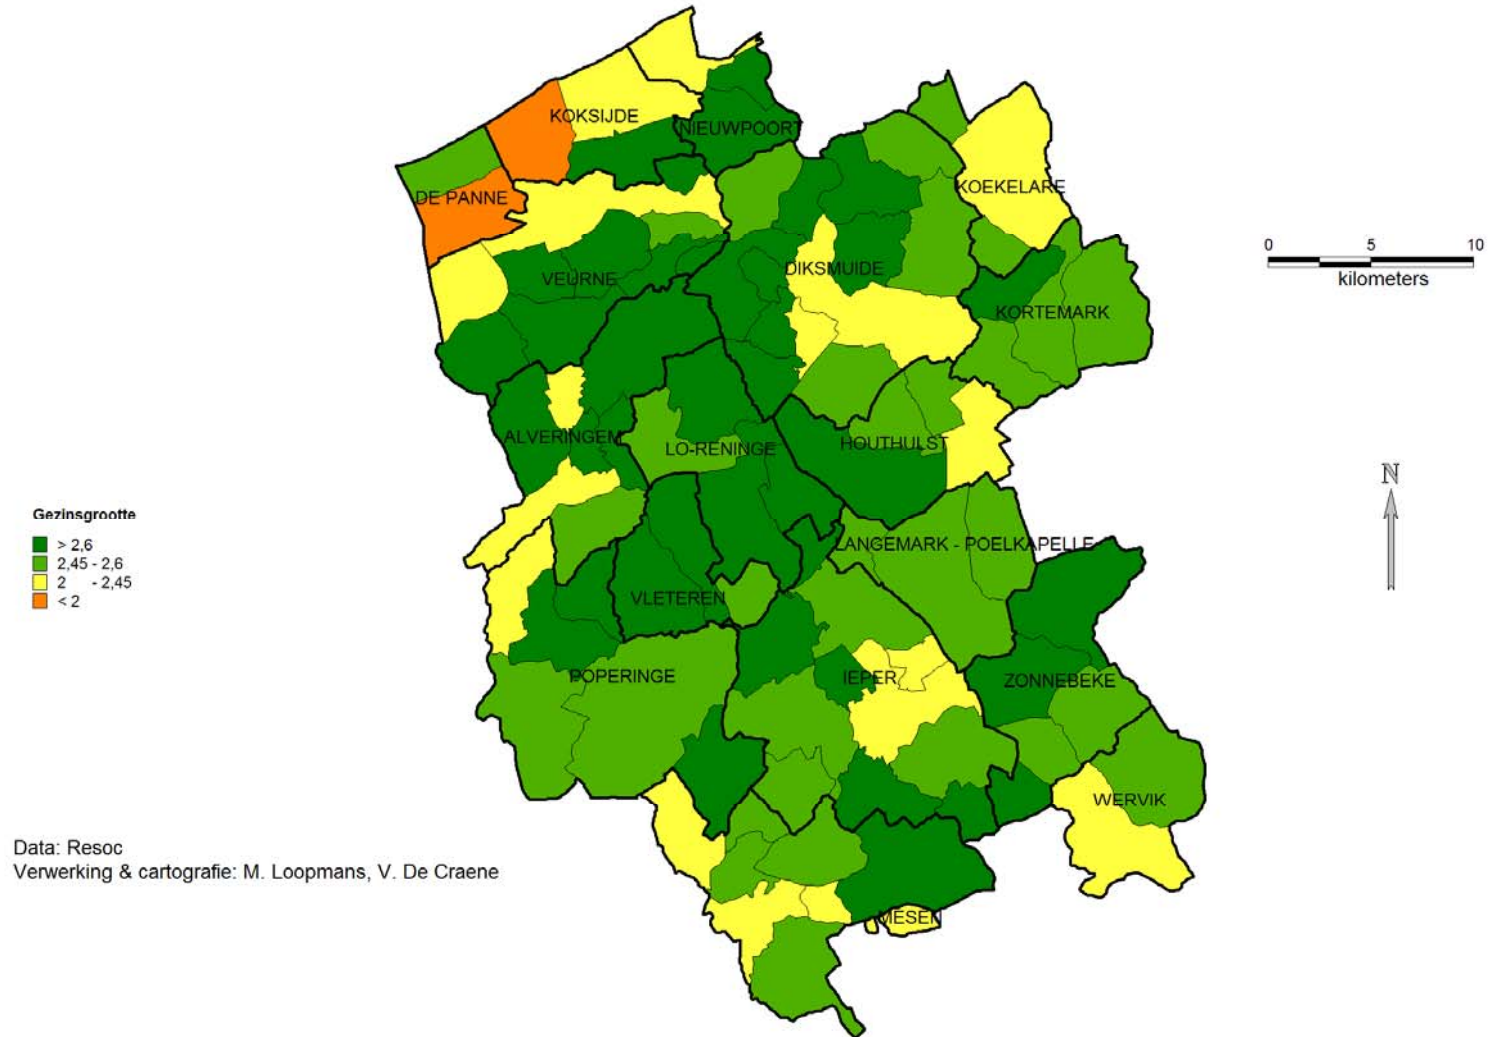 KOKSIJDE
NIEUWPOORT
DE PANNE
KOEKELARE
VEURNE
DIKSMUIDE
KORTEMARK
ALVERINGEM
LO-RENINGE
HOUTHULST
LANGEMARK - POELKAPELLE
VLETEREN
POPERINGE
IEPER
ZONNEBEKE
WERVIK
MESEN
0 5 10
kilometers
N
Gezinsgrootte
> 2,6
2,45 - 2,6
2 - 2,45
< 2
Data: Resoc
Verwerking & cartografie: M. Loopmans, V. De Craene